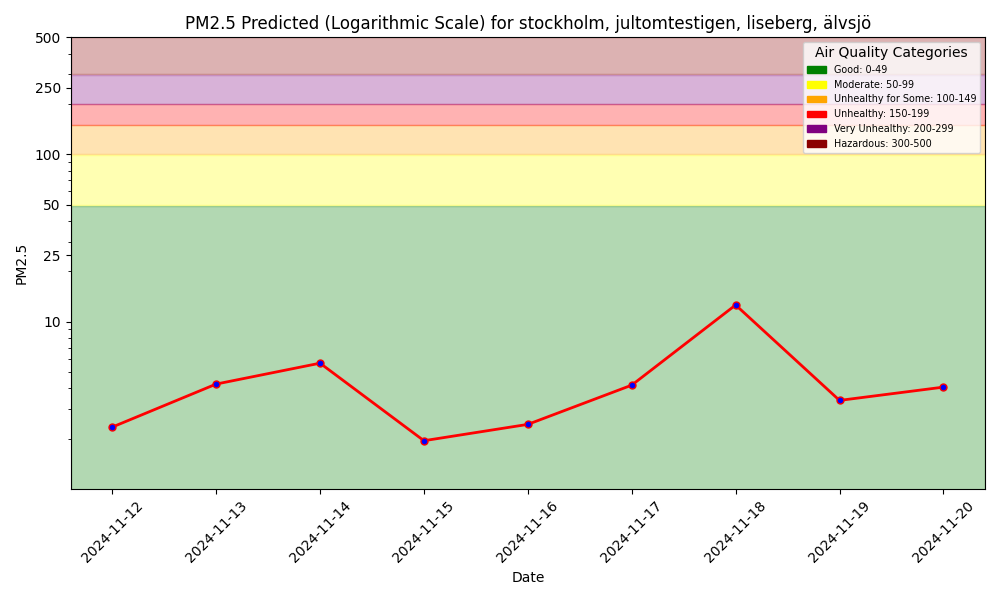 PM2.5 Predicted (Logarithmic Scale) for stockholm, jultomtestigen, liseberg, älvsjö
500
250
100
50
25
10
PM2.5
Air Quality Categories
Good: 0-49
Moderate: 50-99
Unhealthy for Some: 100-149
Unhealthy: 150-199
Very Unhealthy: 200-299
Hazardous: 300-500
2024-11-12
2024-11-13
2024-11-14
2024-11-15
2024-11-16
2024-11-17
2024-11-18
2024-11-19
2024-11-20
Date